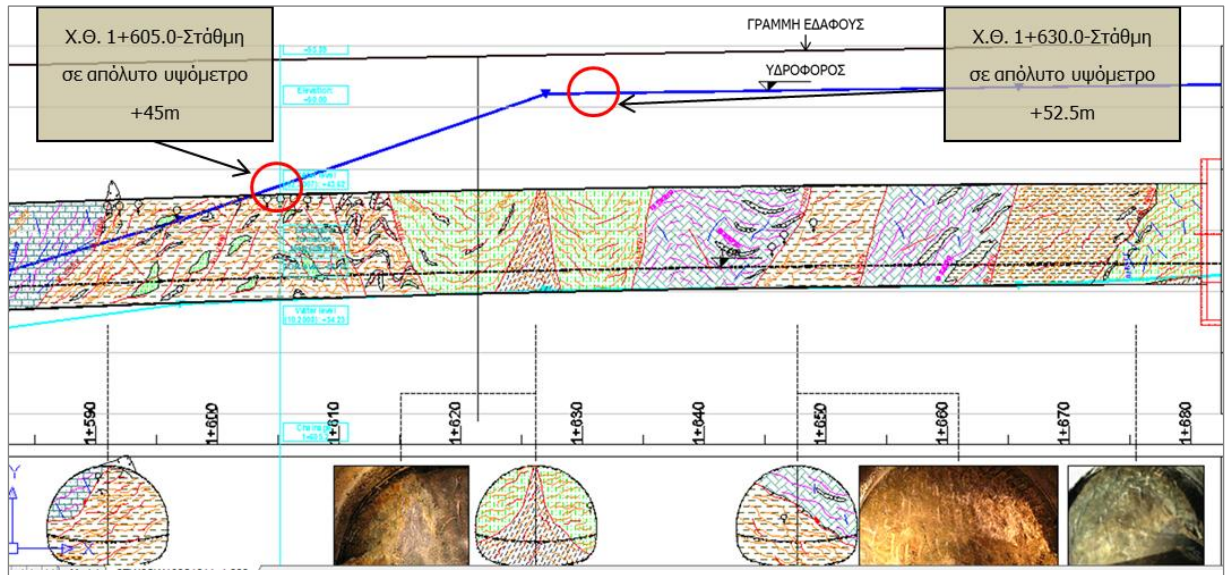 Χ.Θ. 1+605.0-Στάθμη
σε απόλυτο υψόμετρο
+45m
Χ.Θ. 1+630.0-Στάθμη
σε απόλυτο υψόμετρο
+52.5m
ΓΡΑΜΜΗ ΕΔΑΦΟΥΣ
ΥΔΡΟΦΟΡΟΣ
Elevation:
1+590
1+600
1+610
1+620
1+630
1+640
1+650
1+660
1+670
1+680
Chainage
Y
X